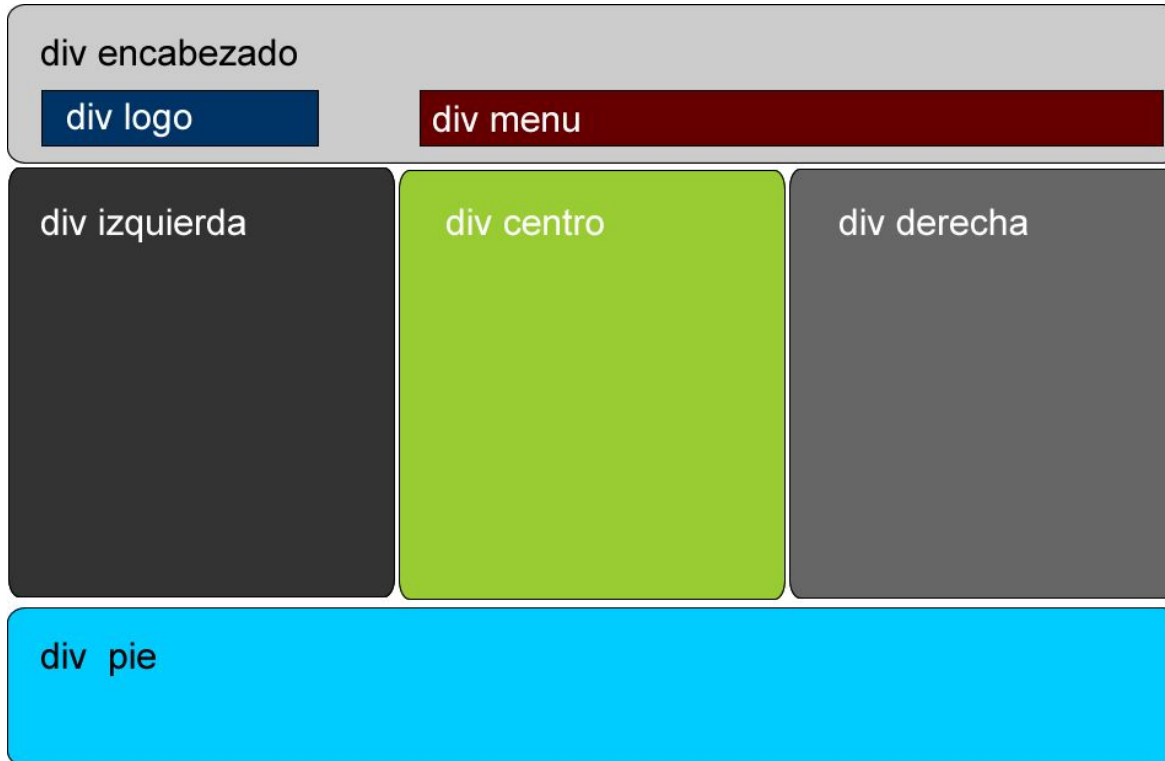 div encabezado
div logo
div menu
div izquierda
div centro
div derecha
div pie